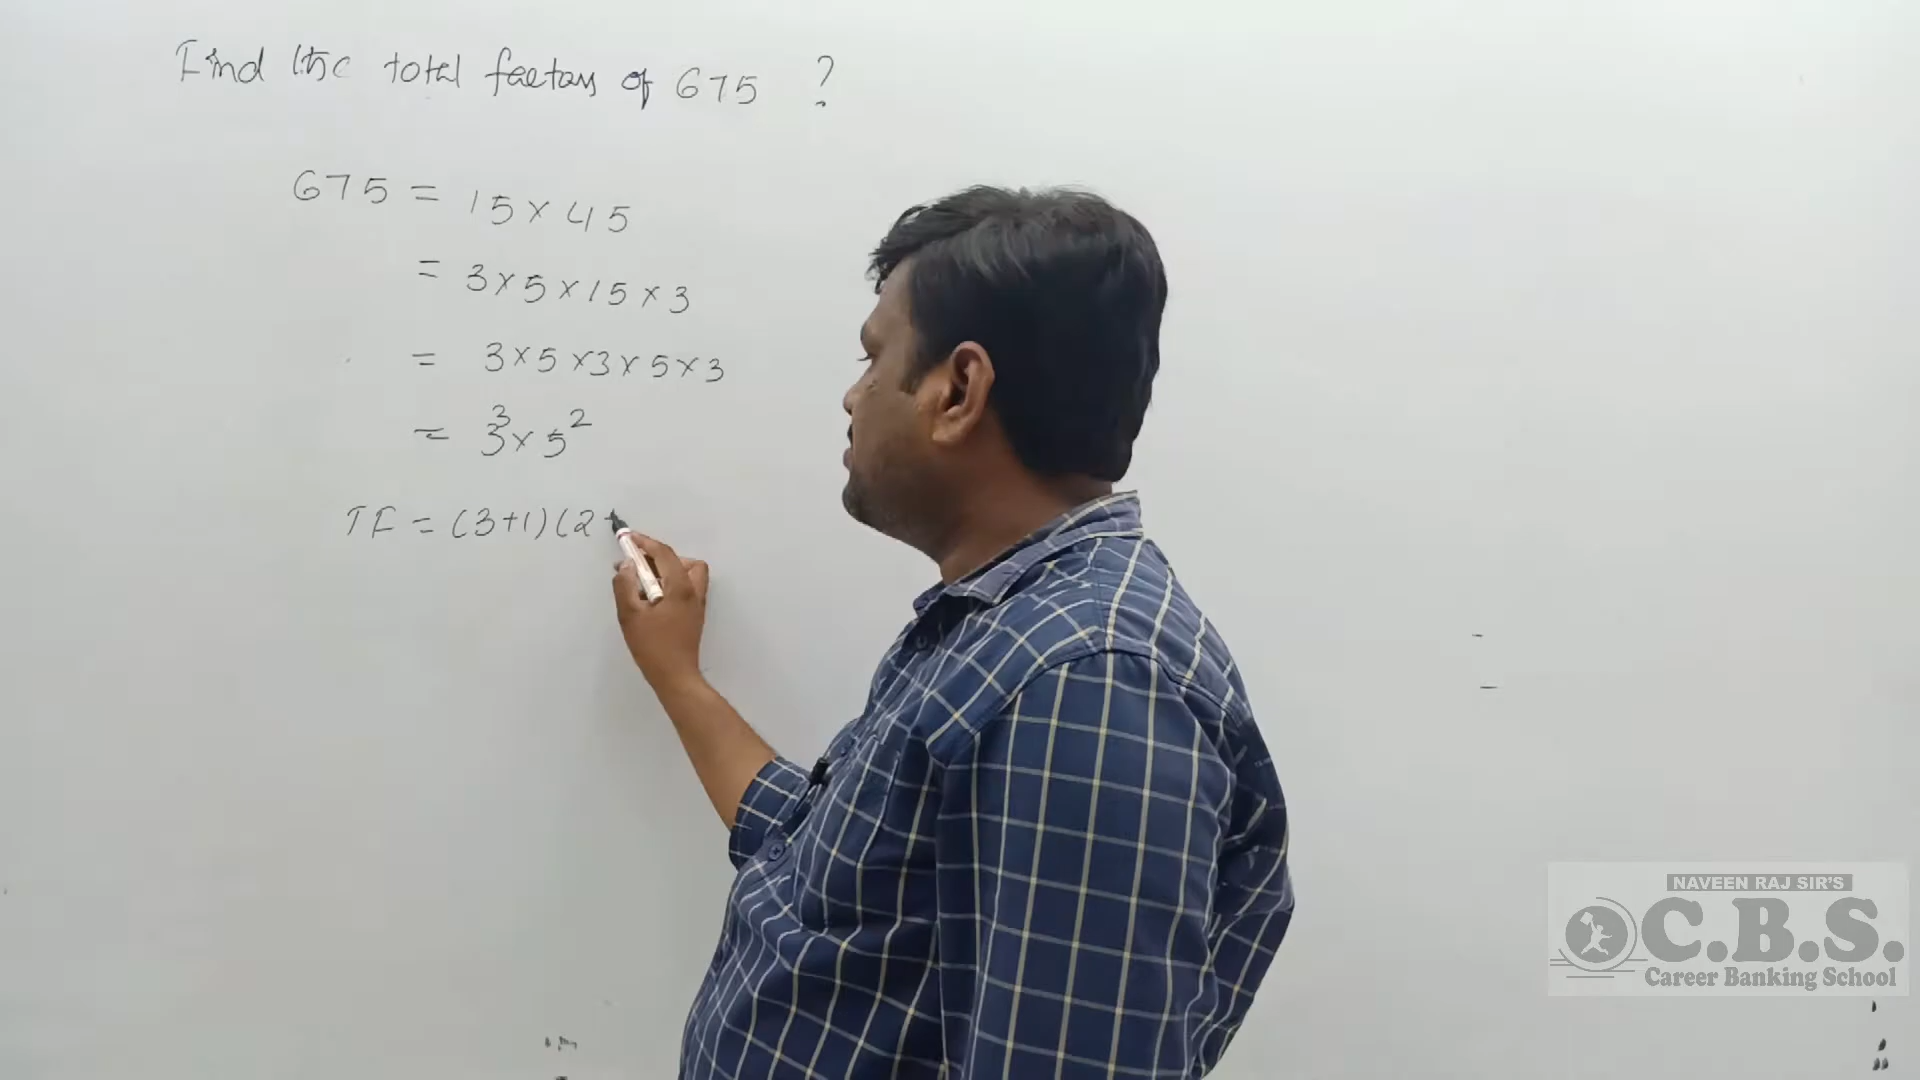 Find the total factors of 675 ?
675 = 15 × 45
= 3 × 5 × 15 × 3
= 3 × 5 × 3 × 5 × 3
= 3³ × 5²
TF = (3+1)(2+
NAVEEN RAJ SIR'S
C.B.S.
Career Banking School